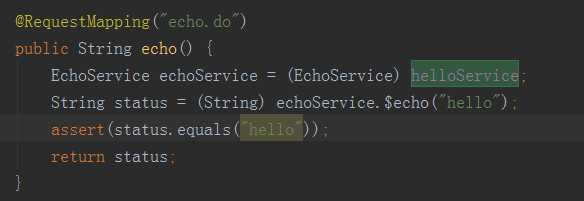 @RequestMapping("echo.do")
public String echo() {
    EchoService echoService = (EchoService) helloService;
    String status = (String) echoService.$echo("hello");
    assert(status.equals("hello"));
    return status;
}